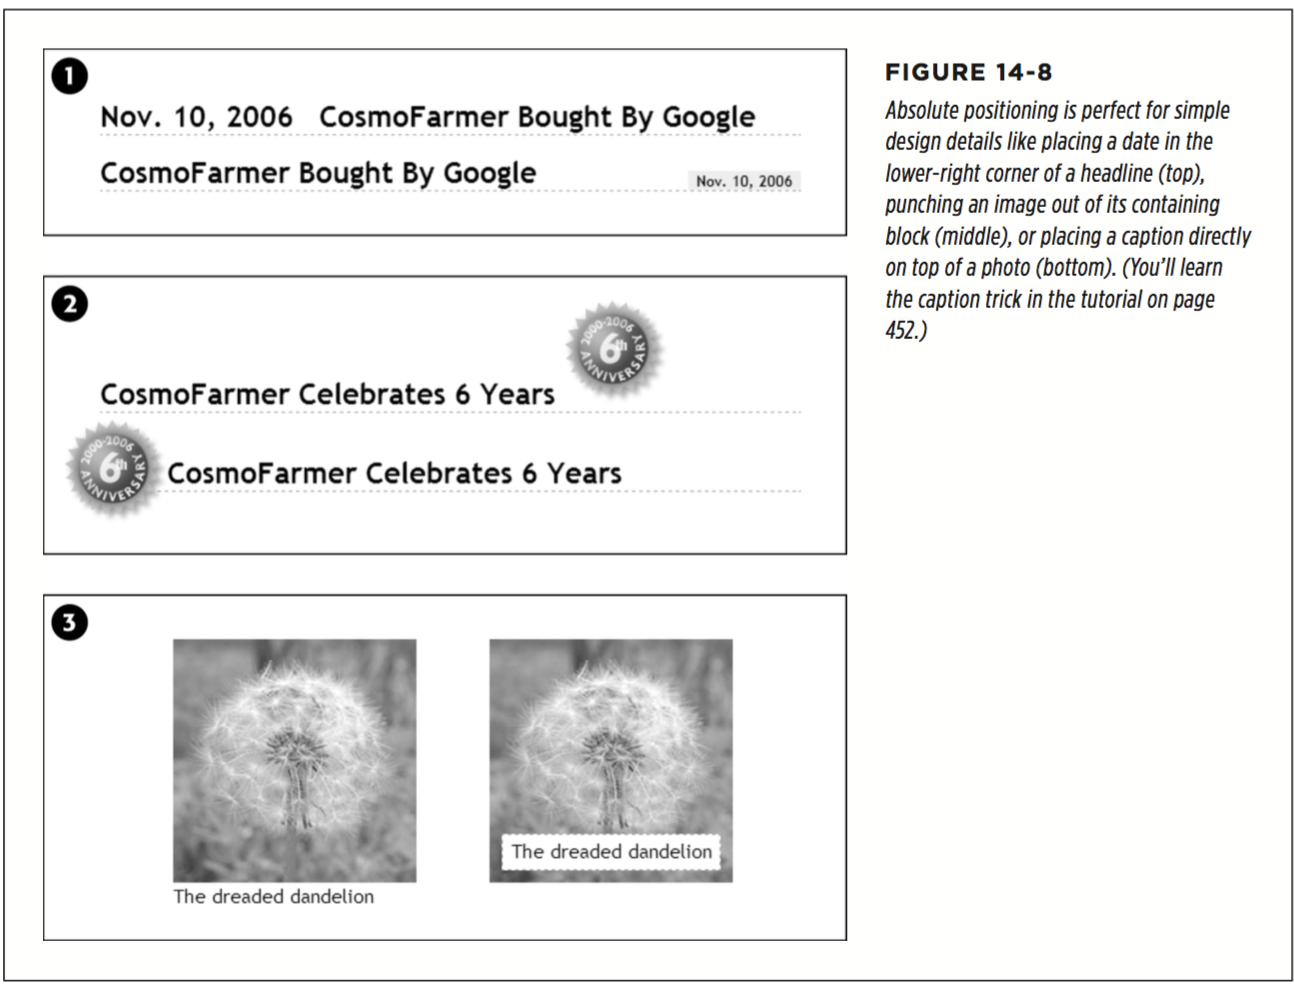 1
Nov. 10, 2006 CosmoFarmer Bought By Google
CosmoFarmer Bought By Google
Nov. 10, 2006
2
2000-2006
6th
ANNIVERSARY
CosmoFarmer Celebrates 6 Years
2000-2006
6th
ANNIVERSARY
CosmoFarmer Celebrates 6 Years
3
The dreaded dandelion
The dreaded dandelion
FIGURE 14-8
Absolute positioning is perfect for simple
design details like placing a date in the
lower-right corner of a headline (top),
punching an image out of its containing
block (middle), or placing a caption directly
on top of a photo (bottom). (You’ll learn
the caption trick in the tutorial on page
452.)